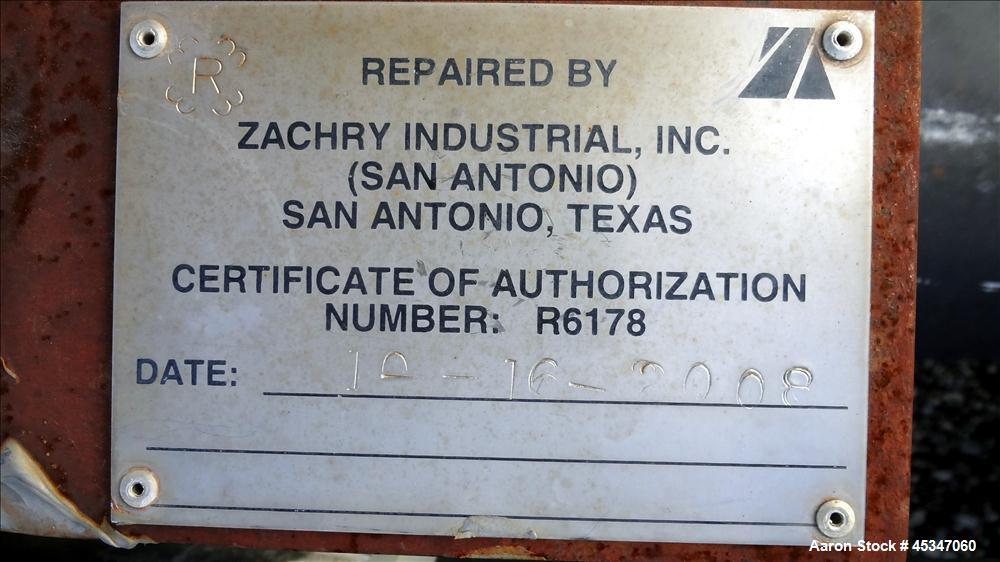 R
REPAIRED BY
ZACHRY INDUSTRIAL, INC.
(SAN ANTONIO)
SAN ANTONIO, TEXAS
CERTIFICATE OF AUTHORIZATION
NUMBER: R6178
DATE: 10-16-2008
Aaron Stock # 45347060